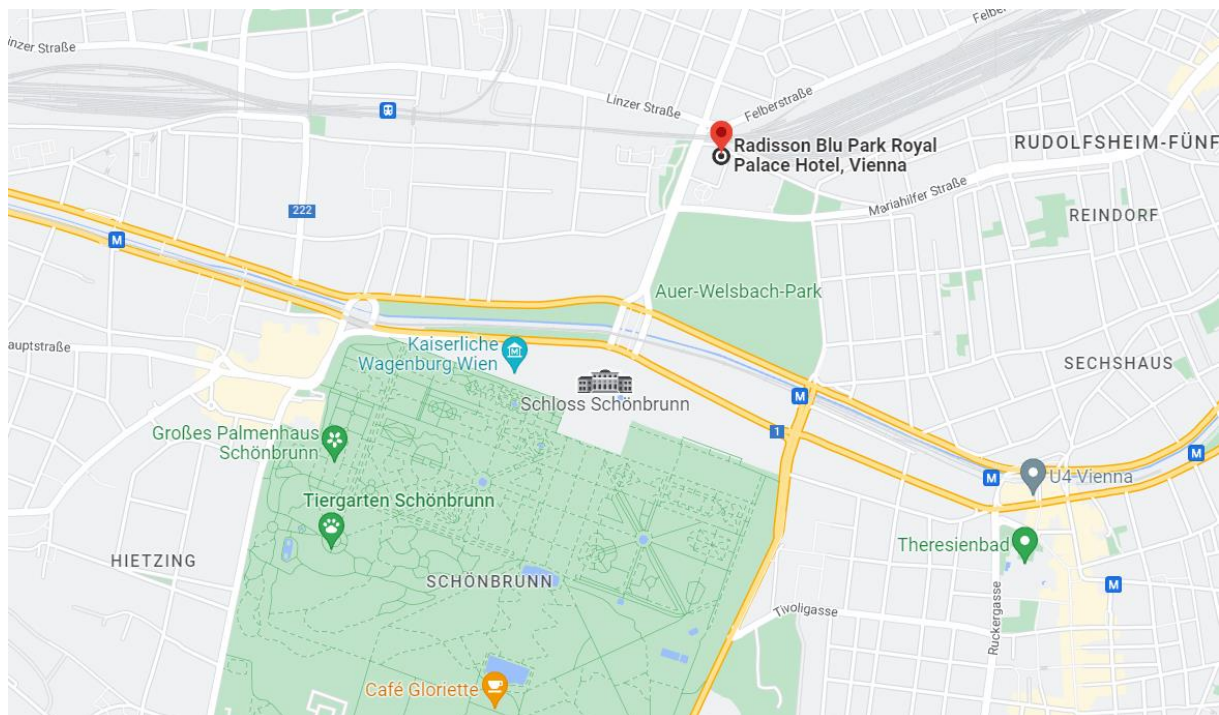 Linzer Straße
Felber
Linzer Straße
Felberstraße
Radisson Blu Park Royal
Palace Hotel, Vienna
RUDOLFSHEIM-FÜNF
Mariahilfer Straße
222
REINDORF
M
Auer-Welsbach-Park
auptstraße
Kaiserliche
Wagenburg Wien
M
SECHSHAUS
Schloss Schönbrunn
M
1
Großes Palmenhaus
Schönbrunn
M
M
U4 Vienna
Tiergarten Schönbrunn
Theresienbad
HIETZING
SCHÖNBRUNN
M
Tivoligasse
Ruckergasse
Café Gloriette